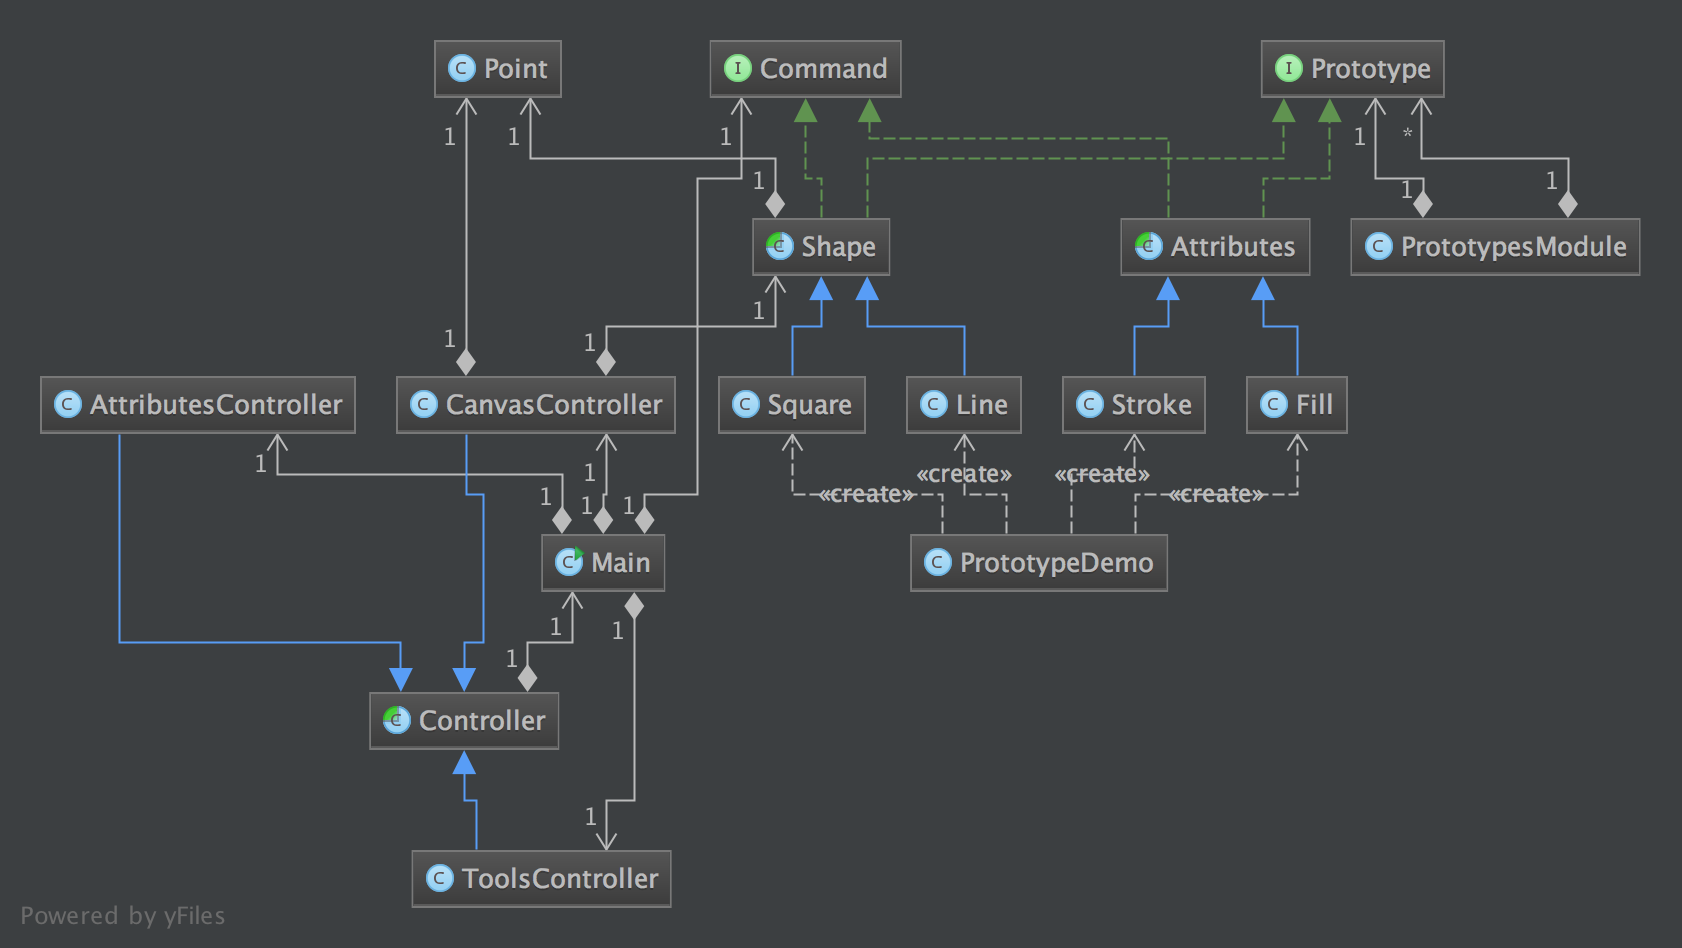 Point
Command
Prototype
1
1
1
1
*
1
1
1
Shape
Attributes
PrototypesModule
1
1
1
AttributesController
CanvasController
Square
Line
Stroke
Fill
1
1
«create»
«create»
1
1
1
«create»
«create»
Main
PrototypeDemo
1
1
1
Controller
1
ToolsController
Powered by yFiles